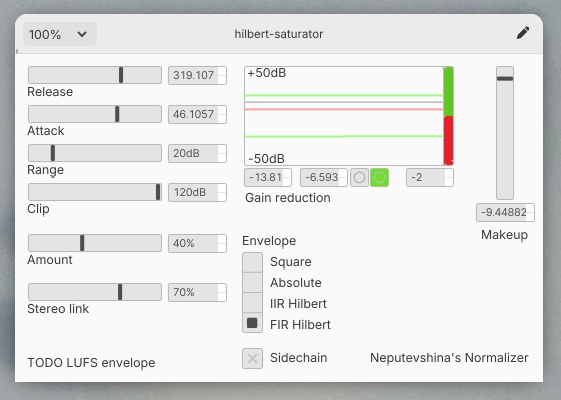 100%
hilbert-saturator
319.107
Release
46.1057
Attack
20dB
Range
120dB
Clip
40%
Amount
70%
Stereo link
TODO LUFS envelope
+50dB
-50dB
-13.81
-6.593
-2
Gain reduction
Envelope
Square
Absolute
IIR Hilbert
FIR Hilbert
Sidechain
-9.44882
Makeup
Neputevshina's Normalizer